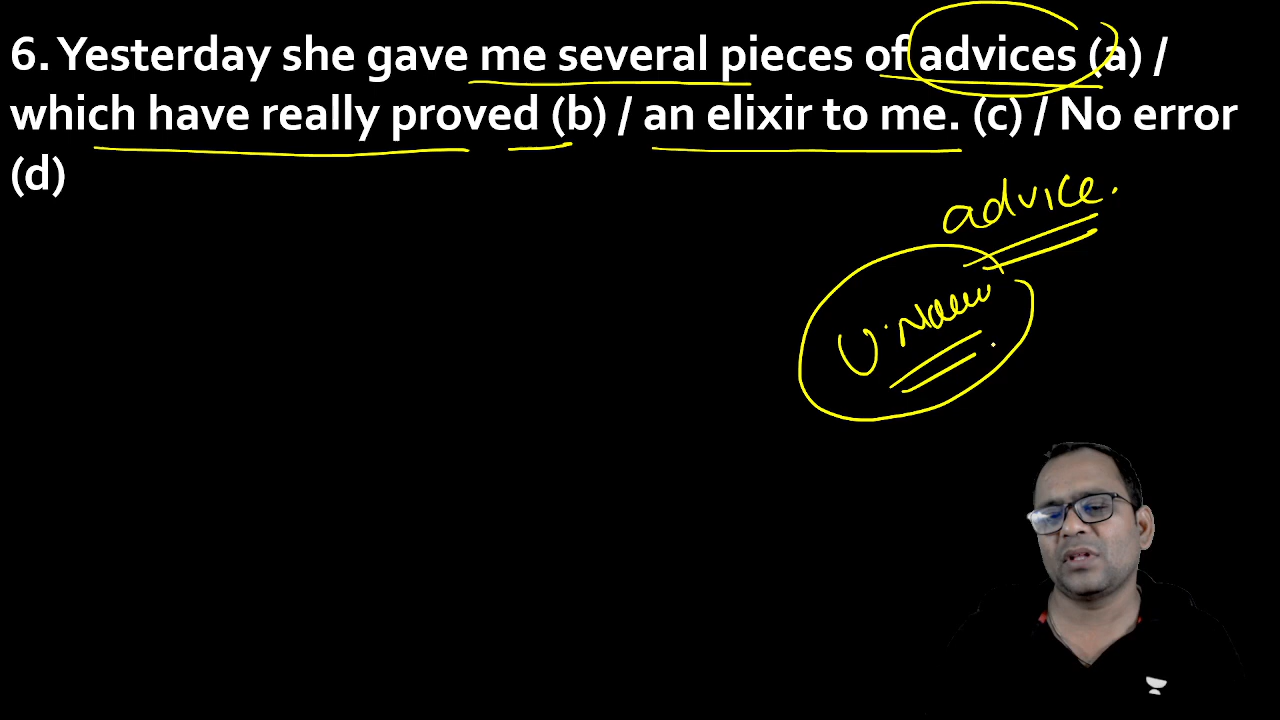 6. Yesterday she gave me several pieces of advices (a) /
which have really proved (b) / an elixir to me. (c) / No error
(d)
advice.